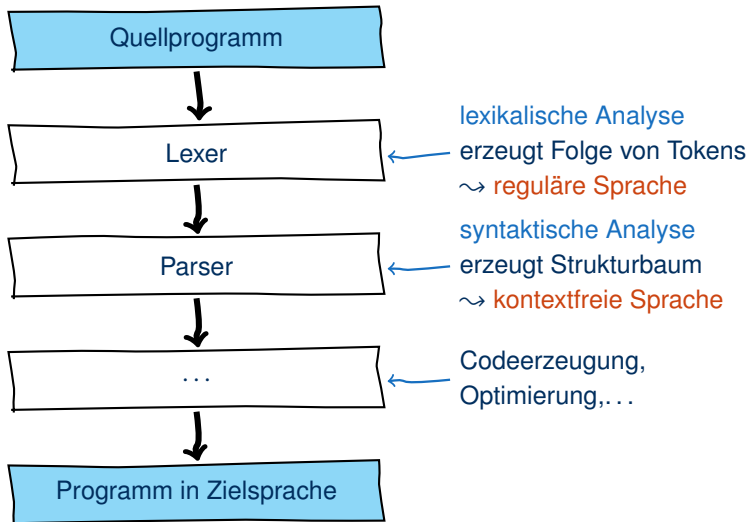 Quellprogramm
lexikalische Analyse
Lexer
erzeugt Folge von Tokens
⤳ reguläre Sprache
syntaktische Analyse
Parser
erzeugt Strukturbaum
⤳ kontextfreie Sprache
...
Codeerzeugung,
Optimierung,...
Programm in Zielsprache